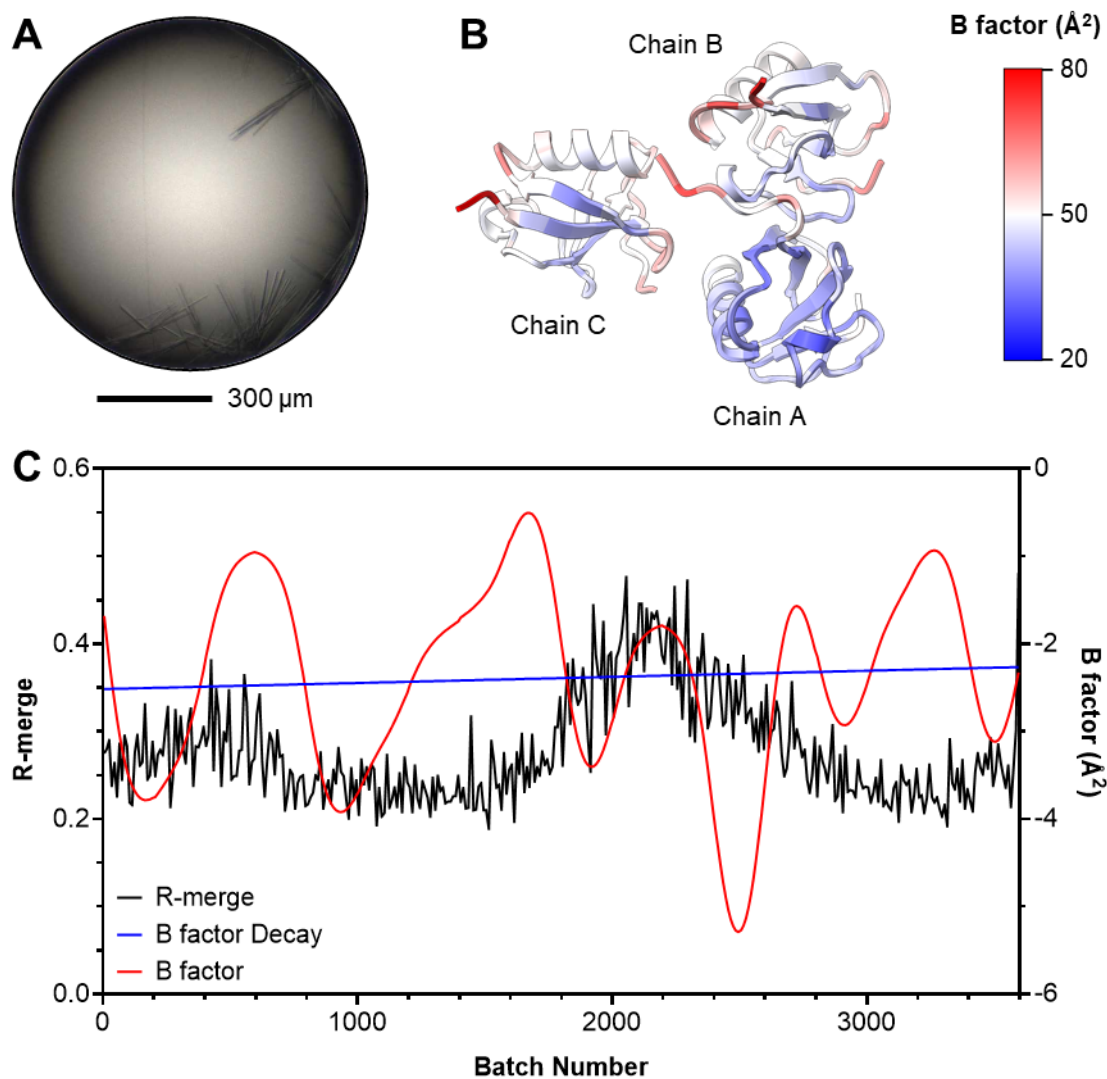 A
300 µm
B
Chain B
Chain C
Chain A
B factor (Å²)
80
50
20
C
0.6
0.4
0.2
0.0
R-merge
0
-2
-4
-6
B factor (Å²)
R-merge
B factor Decay
B factor
0 1000 2000 3000
Batch Number